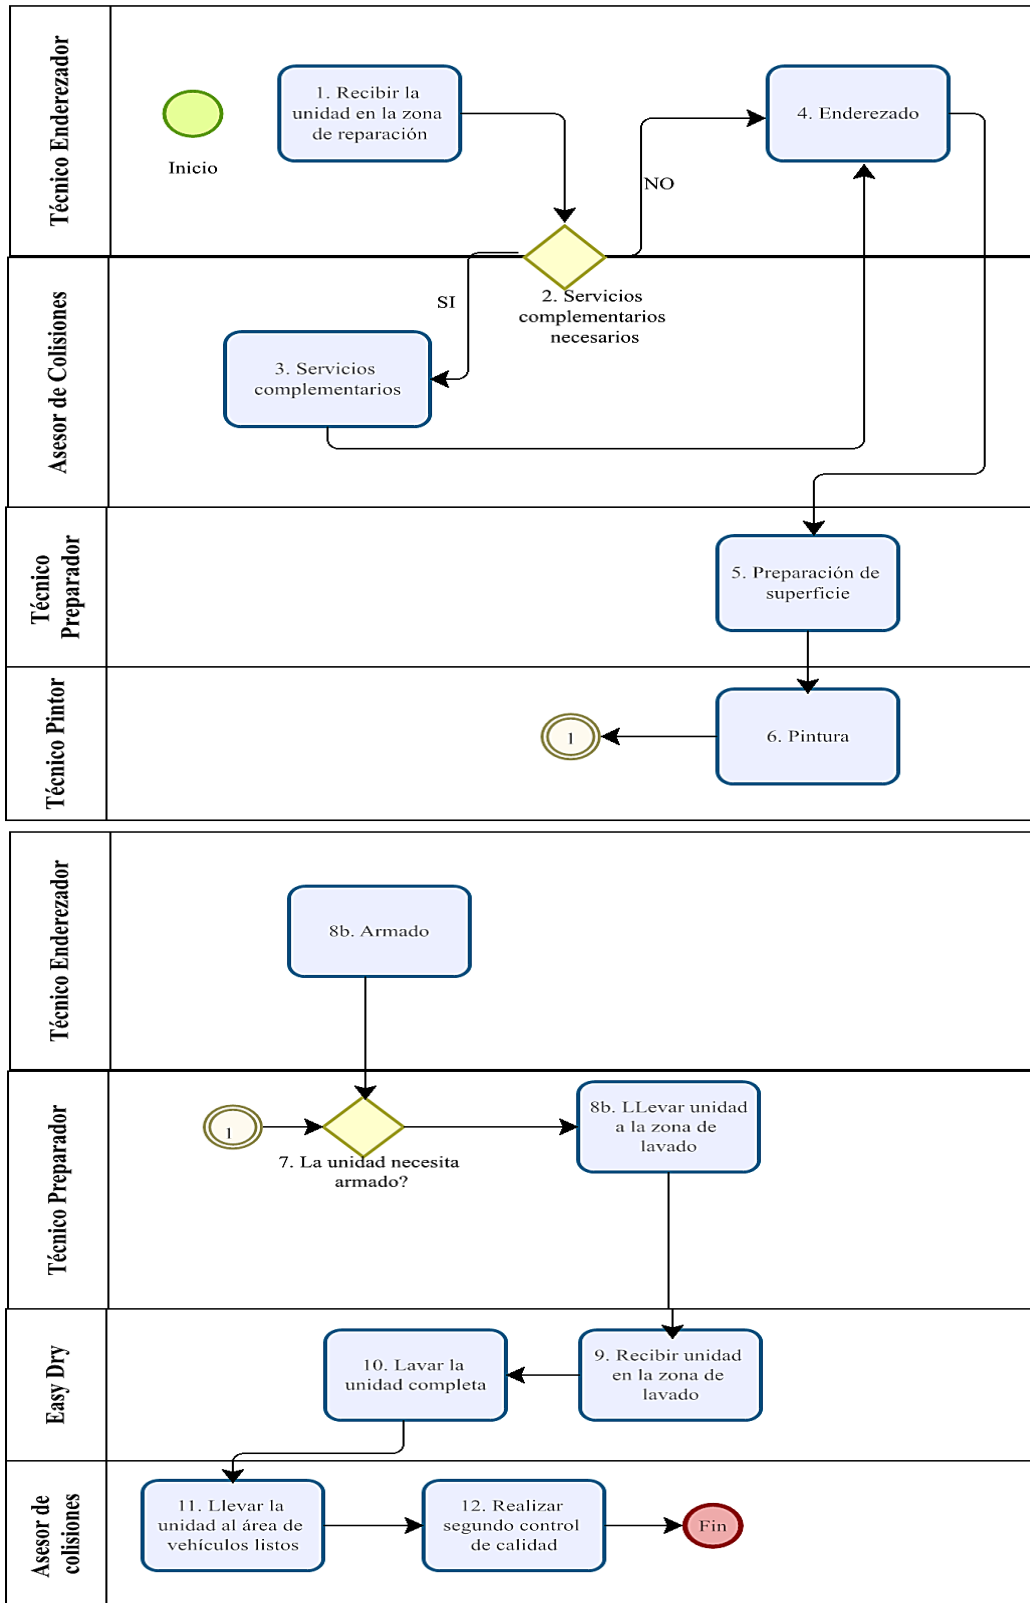 Técnico Enderezador
Inicio
1. Recibir la
unidad en la zona
de reparación
4. Enderezado
NO
Asesor de Colisiones
SI
2. Servicios
complementarios
necesarios
3. Servicios
complementarios
Técnico
Preparador
5. Preparación de
superficie
Técnico Pintor
1
6. Pintura
Técnico Enderezador
8b. Armado
Técnico Preparador
1
7. La unidad necesita
armado?
8b. LLevar unidad
a la zona de
lavado
Easy Dry
10. Lavar la
unidad completa
9. Recibir unidad
en la zona de
lavado
Asesor de
colisiones
11. Llevar la
unidad al área de
vehículos listos
12. Realizar
segundo control
de calidad
Fin